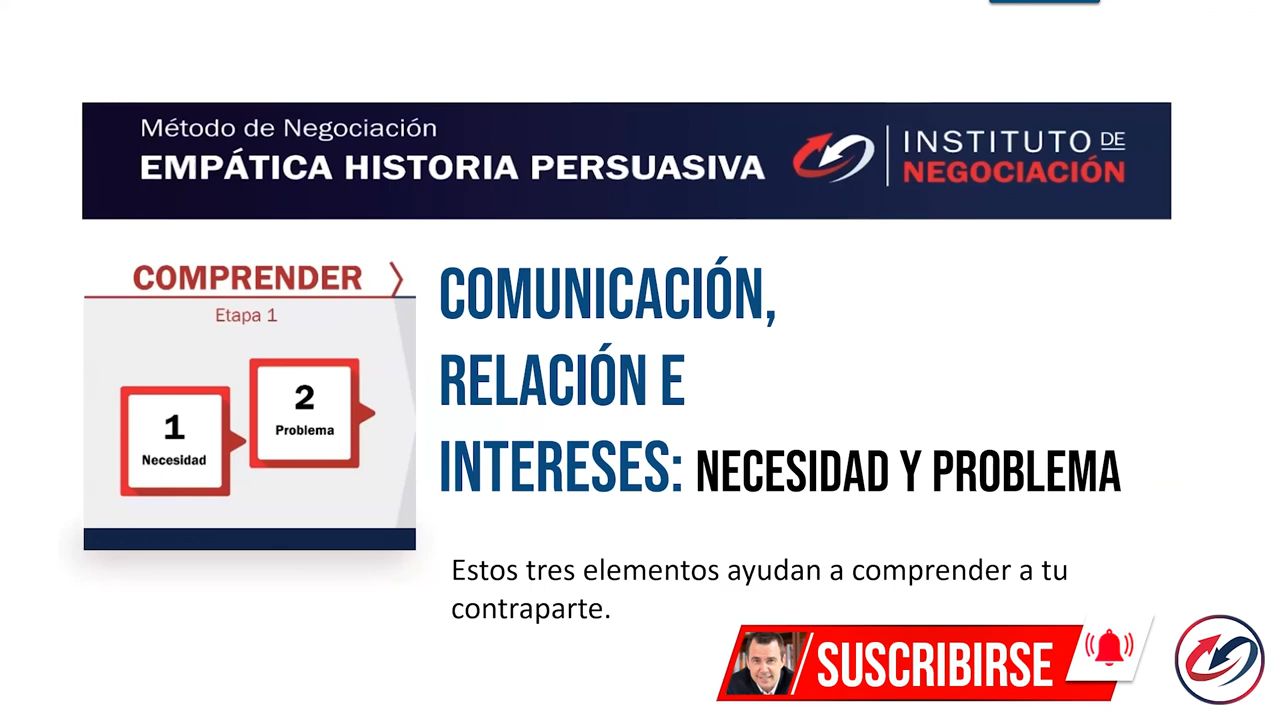 Método de Negociación
EMPÁTICA HISTORIA PERSUASIVA
INSTITUTO DE
NEGOCIACIÓN
COMPRENDER
Etapa 1
1
Necesidad
2
Problema
COMUNICACIÓN,
RELACIÓN E
INTERESES: NECESIDAD Y PROBLEMA
Estos tres elementos ayudan a comprender a tu
contraparte.
SUSCRIBIRSE